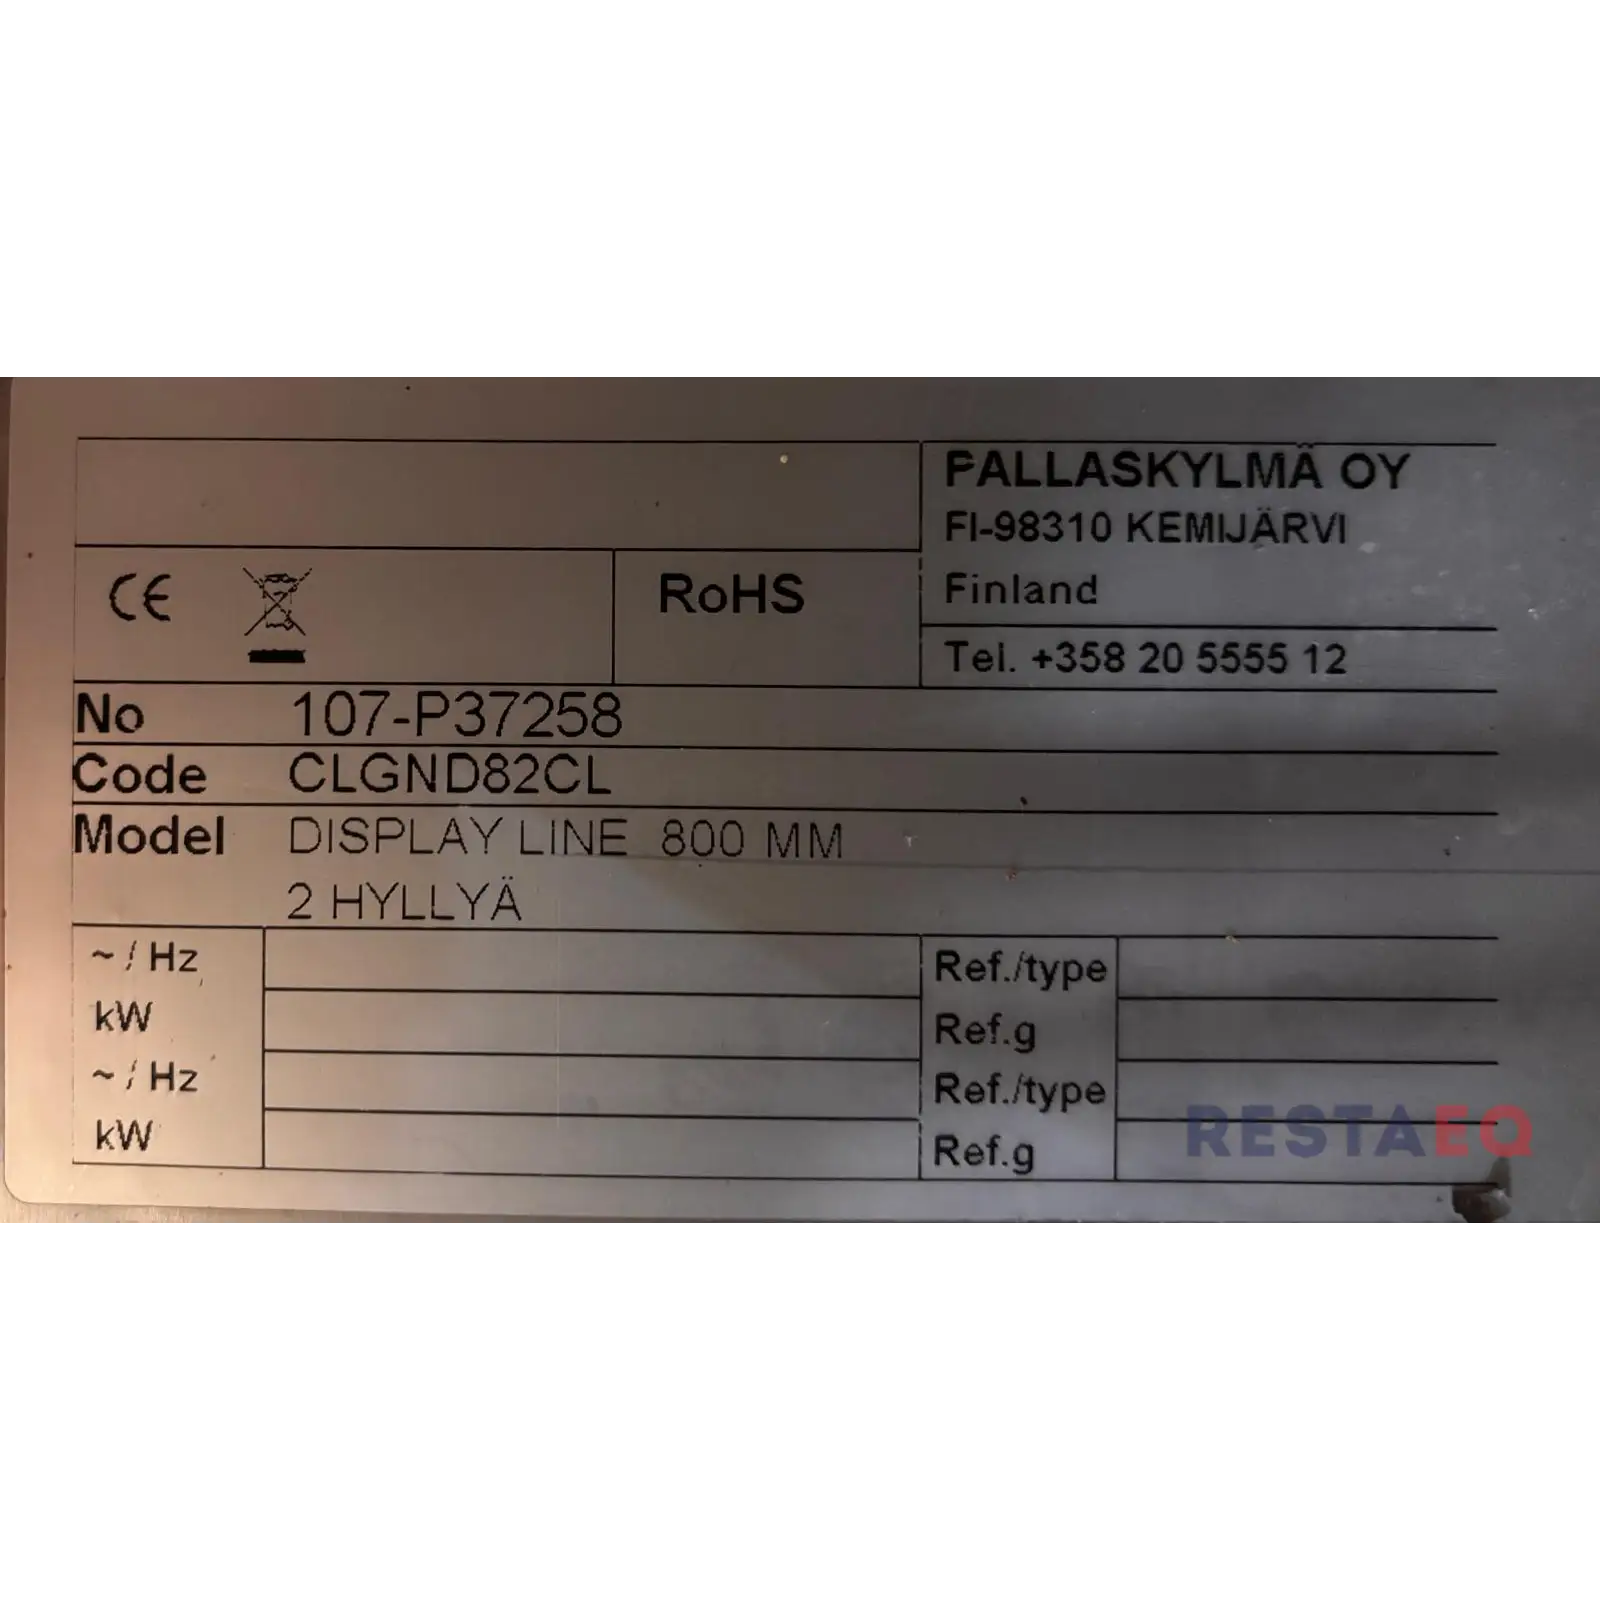 PALLASKYLMÄ OY
FI-98310 KEMIJÄRVI
Finland
Tel. +358 20 5555 12
CE
RoHS
No 107-P37258
Code CLGND82CL
Model DISPLAY LINE 800 MM
2 HYLLYÄ
~ / Hz
kW
~ / Hz
kW
Ref./type
Ref.g
Ref./type
Ref.g
RESTAEQ